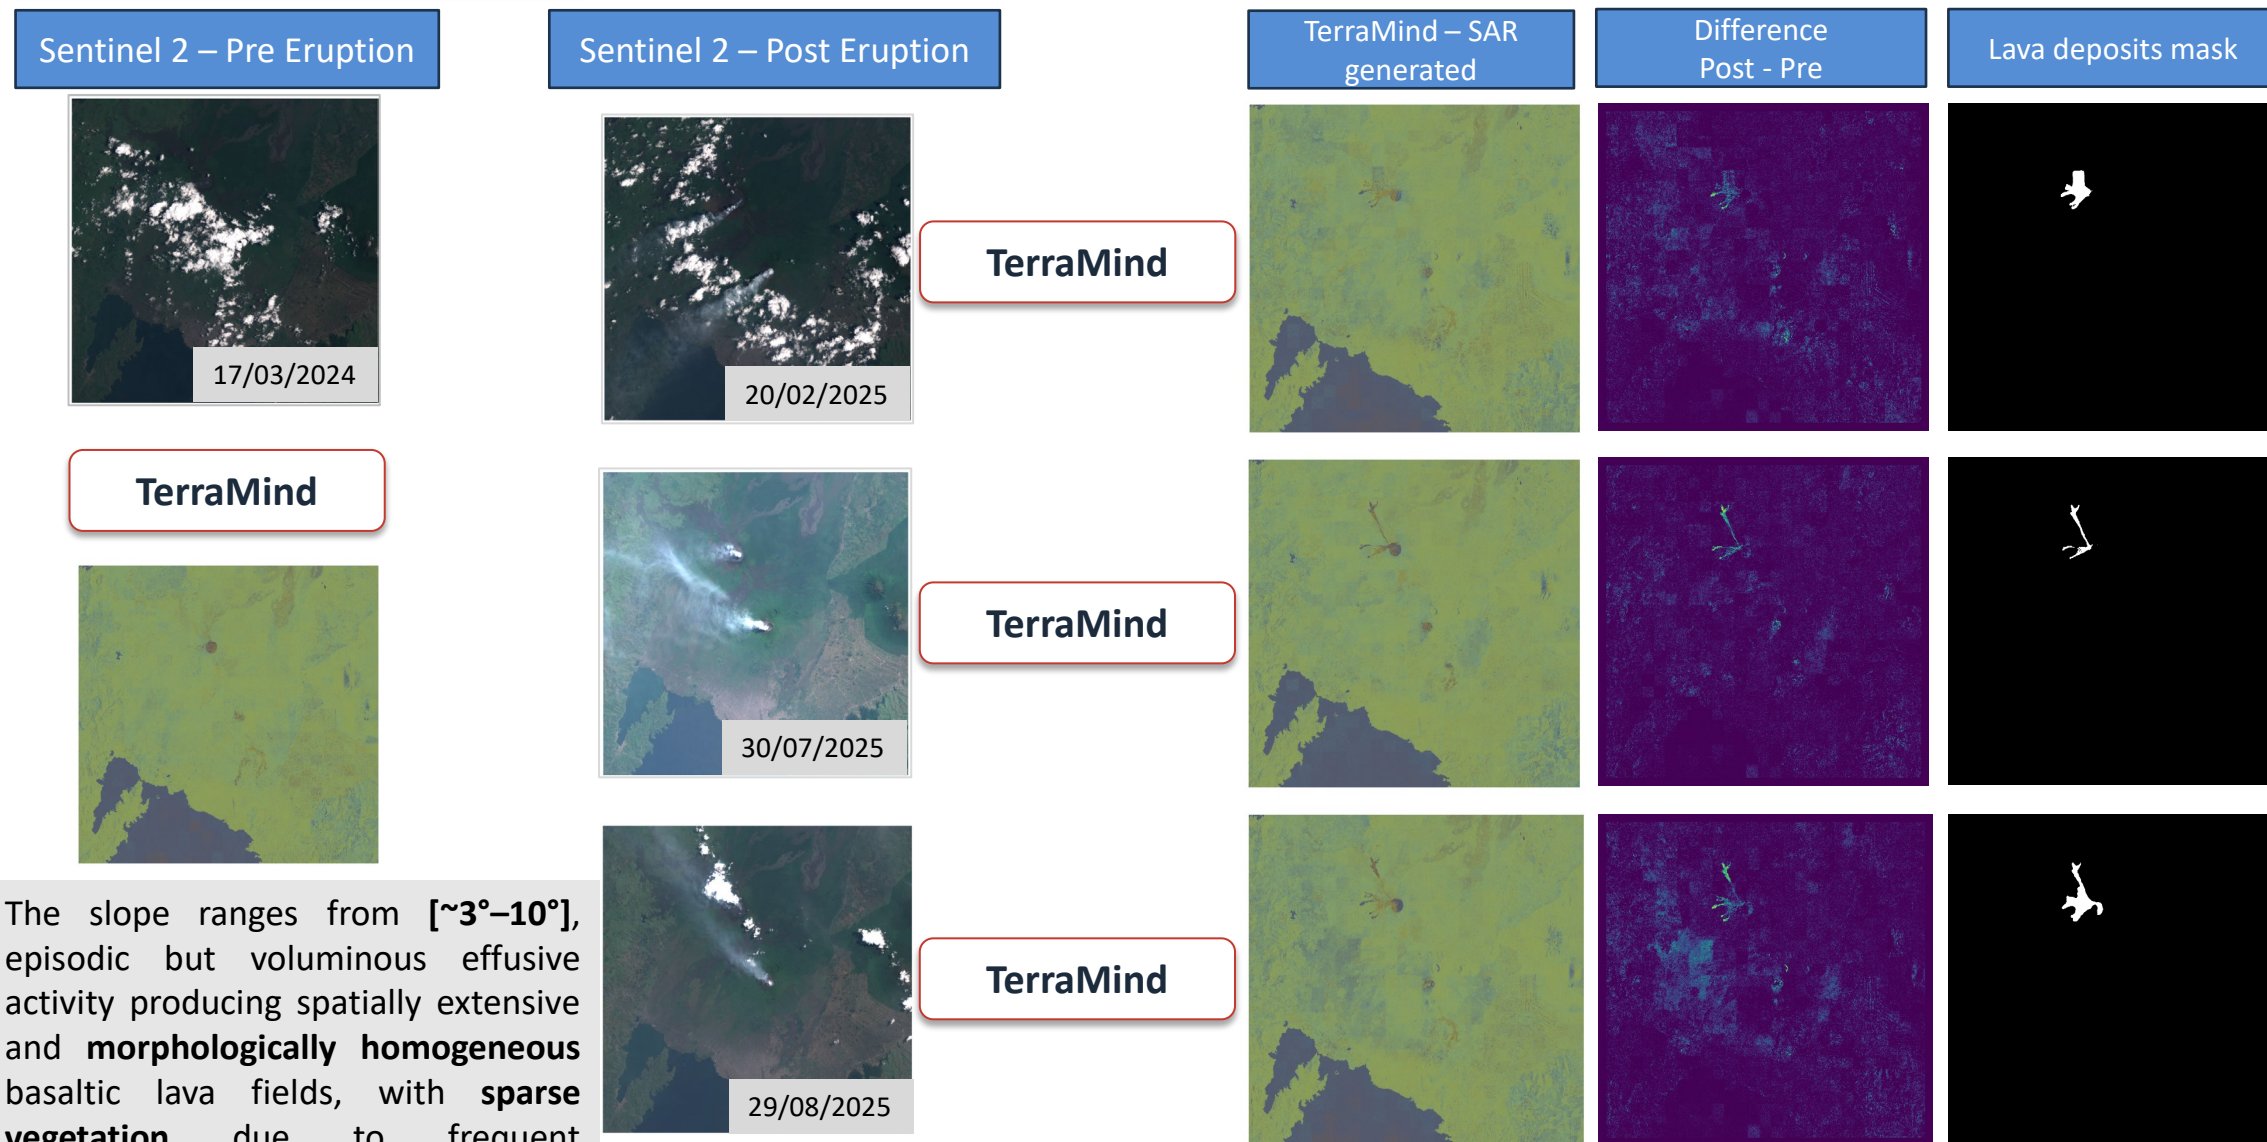 Sentinel 2 – Pre Eruption
Sentinel 2 – Post Eruption
TerraMind – SAR
generated
Difference
Post - Pre
Lava deposits mask
17/03/2024
TerraMind
20/02/2025
TerraMind
30/07/2025
TerraMind
29/08/2025
TerraMind
The slope ranges from [~3°–10°],
episodic but voluminous effusive
activity producing spatially extensive
and morphologically homogeneous
basaltic lava fields, with sparse
vegetation due to frequent